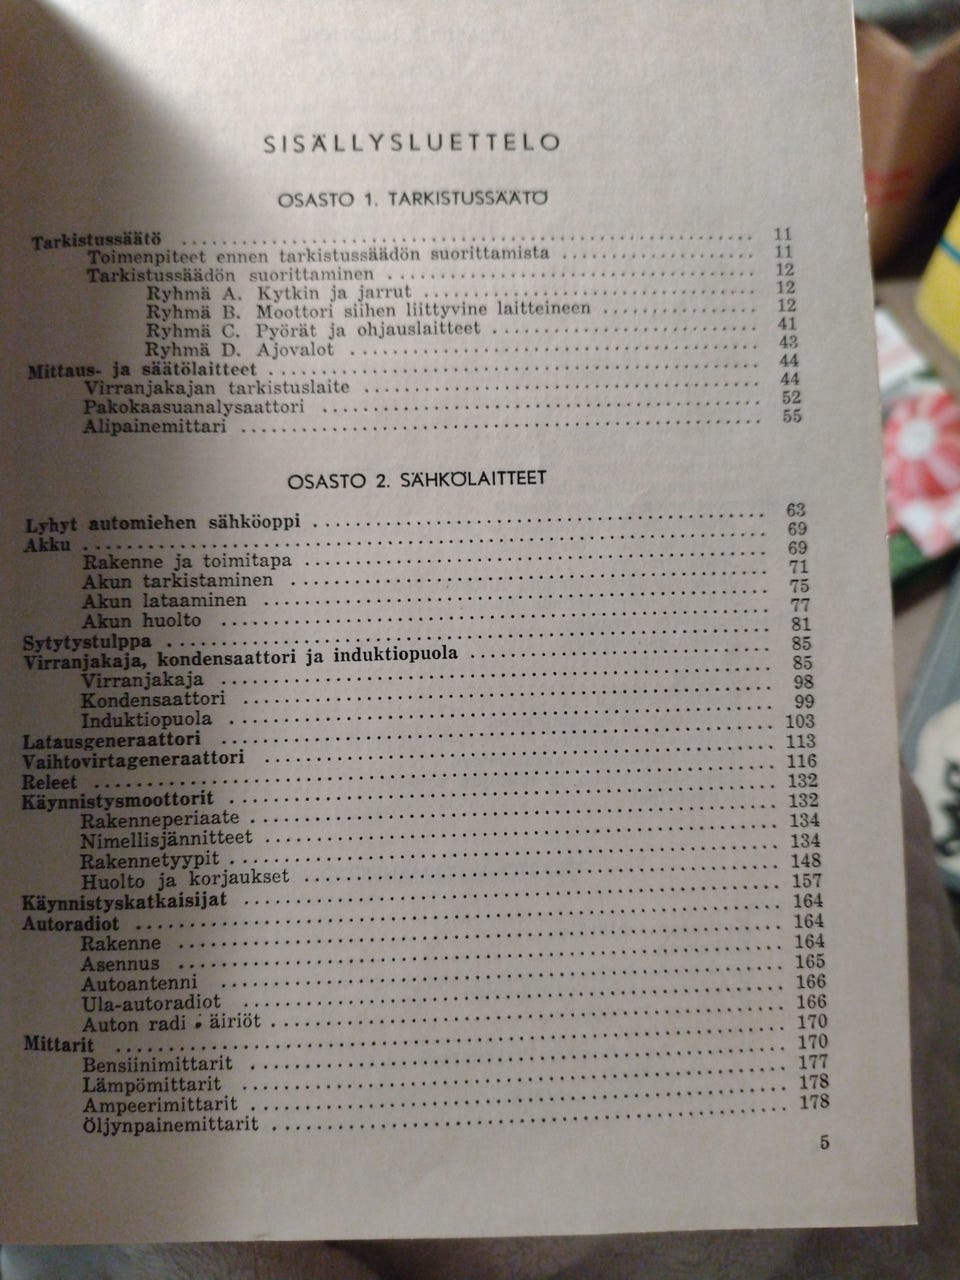 SISÄLLYSLUETTELO
OSASTO 1. TARKISTUSSÄÄTÖ
Tarkistussäätö .......... 11
Toimenpiteet ennen tarkistussäädön suorittamista .......... 11
Tarkistussäädön suorittaminen .......... 12
Ryhmä A. Kytkin ja jarrut .......... 12
Ryhmä B. Moottori siihen liittyvine laitteineen .......... 12
Ryhmä C. Pyörät ja ohjauslaitteet .......... 41
Ryhmä D. Ajovalot .......... 43
Mittaus- ja säätölaitteet .......... 44
Virranjakajan tarkistuslaite .......... 44
Pakokaasuanalysaattori .......... 52
Alipainemittari .......... 55
OSASTO 2. SÄHKÖLAITTEET
Lyhyt automiehen sähköoppi .......... 63
Akku .......... 69
Rakenne ja toimitapa .......... 69
Akun tarkistaminen .......... 71
Akun lataaminen .......... 75
Akun huolto .......... 77
Sytytystulppa .......... 81
Virranjakaja, kondensaattori ja induktiopuola .......... 85
Virranjakaja .......... 85
Kondensaattori .......... 98
Induktiopuola .......... 99
Latausgeneraattori .......... 103
Vaihtovirtageneraattori .......... 113
Releet .......... 116
Käynnistysmoottorit .......... 132
Rakenneperiaate .......... 132
Nimellisjännitteet .......... 134
Rakennetyypit .......... 134
Huolto ja korjaukset .......... 148
Käynnistyskatkaisijat .......... 157
Autoradiot .......... 164
Rakenne .......... 164
Asennus .......... 164
Autoantenni .......... 165
Ula-autoradiot .......... 166
Auton radi äiriöt .......... 166
Mittarit .......... 170
Bensiinimittarit .......... 170
Lämpömittarit .......... 177
Ampeerimittarit .......... 178
Öljynpainemittarit .......... 178
5